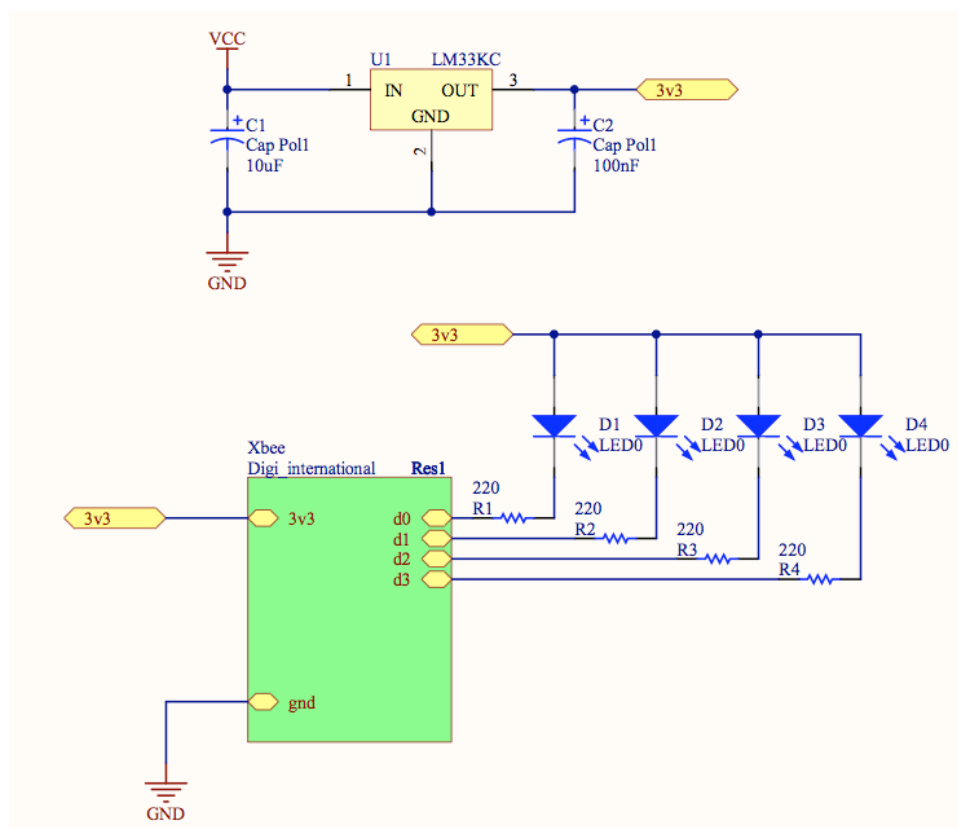 VCC
U1 LM33KC
1 IN OUT 3
GND
2
3v3
+ C1
Cap Pol1
10uF
+ C2
Cap Pol1
100nF
GND
3v3
D1
LED0
D2
LED0
D3
LED0
D4
LED0
Xbee
Digi_international
Res1
3v3
3v3
d0
d1
d2
d3
220
R1
220
R2
220
R3
220
R4
gnd
GND